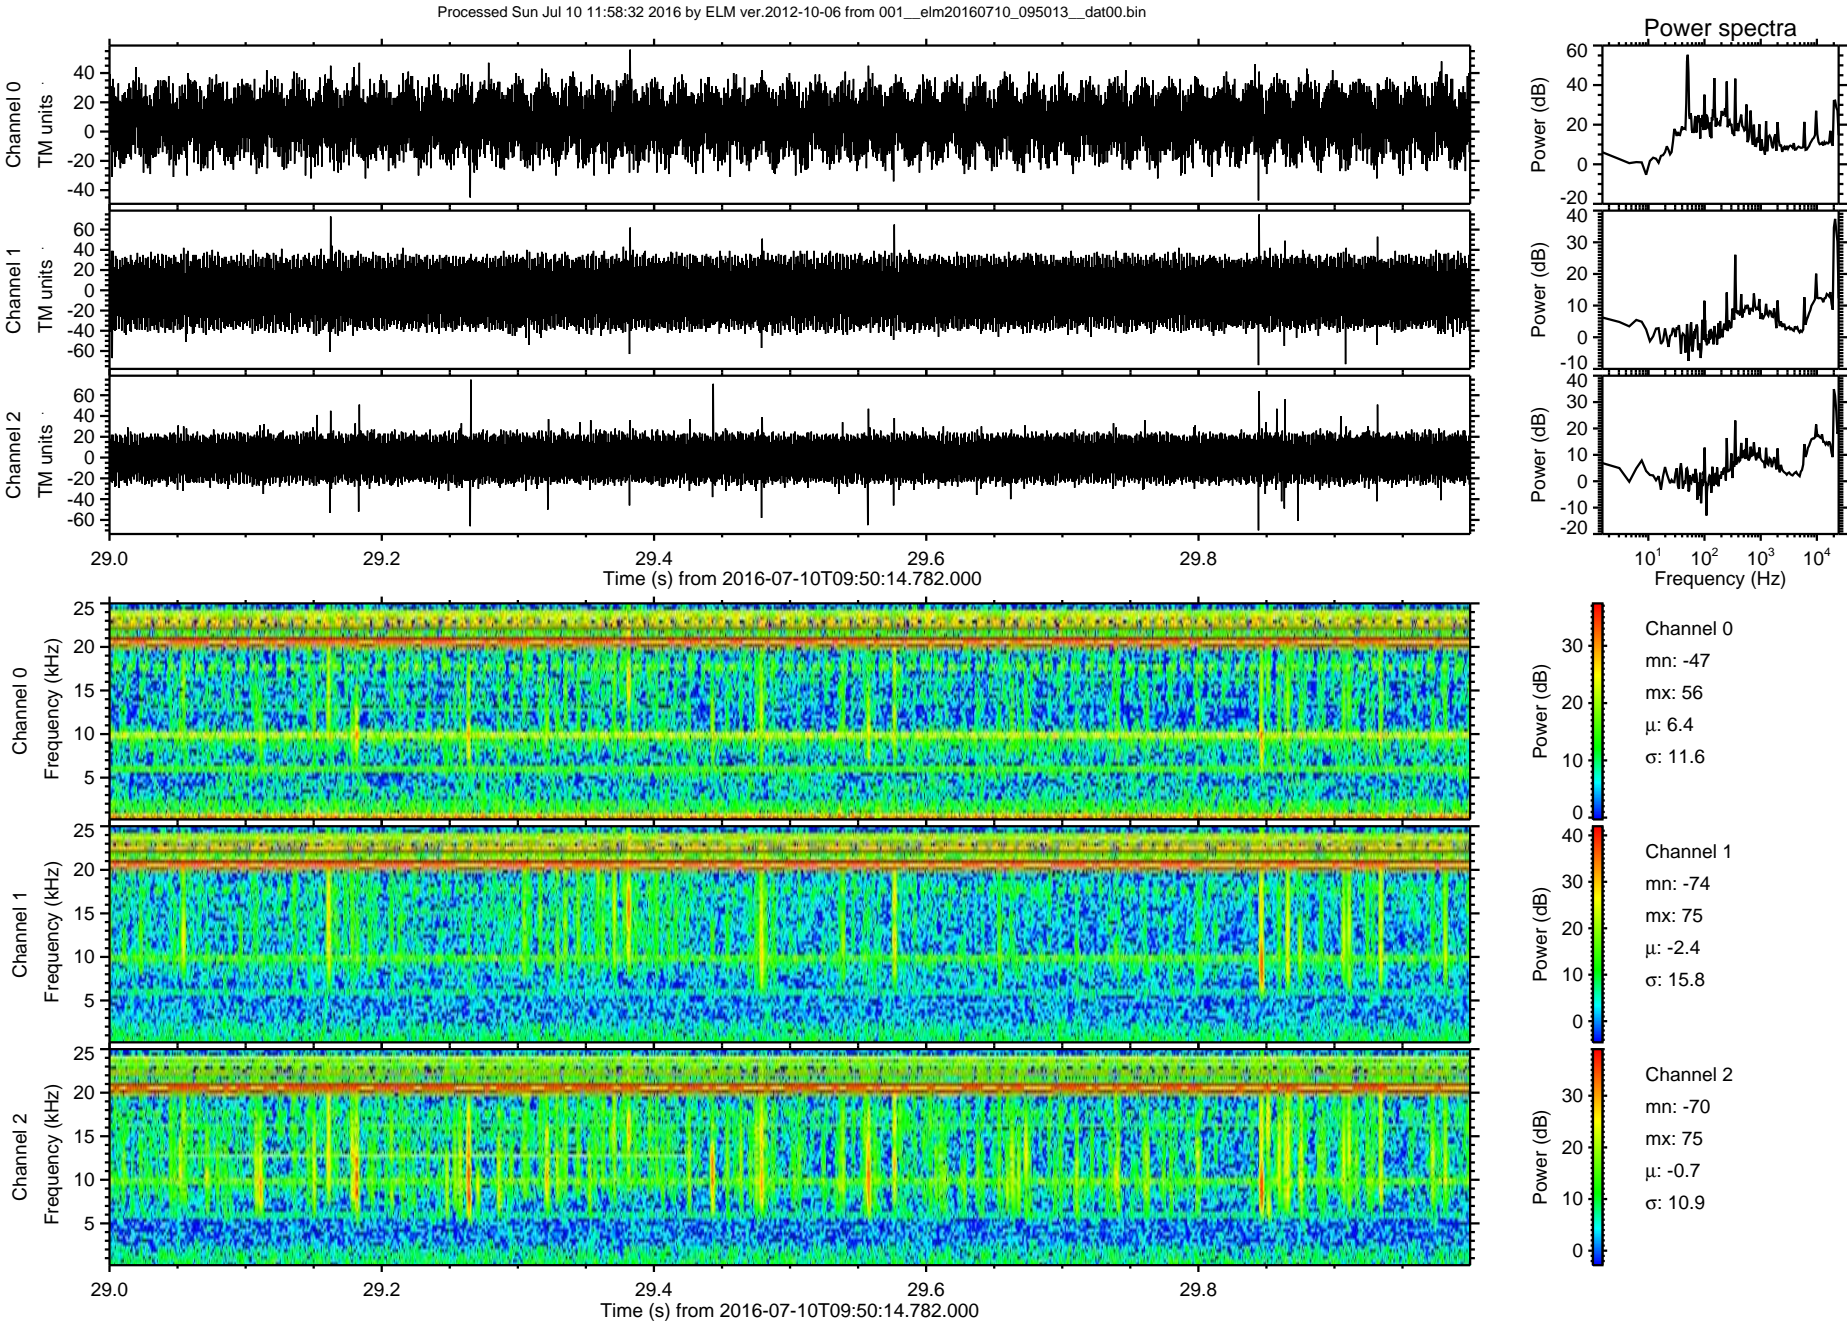 Processed Sun Jul 10 11:58:32 2016 by ELM ver.2012-10-06 from 001__elm20160710_095013__dat00.bin
Power spectra
Channel 0
TM units
40
20
0
-20
-40
Power (dB)
60
40
20
0
-20
Channel 1
TM units
60
40
20
0
-20
-40
-60
Power (dB)
40
30
20
10
0
-10
Channel 2
TM units
60
40
20
0
-20
-40
-60
Power (dB)
40
30
20
10
0
-10
-20
29.0 29.2 29.4 29.6 29.8
Time (s) from 2016-07-10T09:50:14.782.000
10^1 10^2 10^3 10^4
Frequency (Hz)
Channel 0
Frequency (kHz)
25
20
15
10
5
Power (dB)
30
20
10
0
Channel 0
mn: -47
mx: 56
μ: 6.4
σ: 11.6
Channel 1
Frequency (kHz)
25
20
15
10
5
Power (dB)
40
30
20
10
0
Channel 1
mn: -74
mx: 75
μ: -2.4
σ: 15.8
Channel 2
Frequency (kHz)
25
20
15
10
5
Power (dB)
30
20
10
0
Channel 2
mn: -70
mx: 75
μ: -0.7
σ: 10.9
29.0 29.2 29.4 29.6 29.8
Time (s) from 2016-07-10T09:50:14.782.000